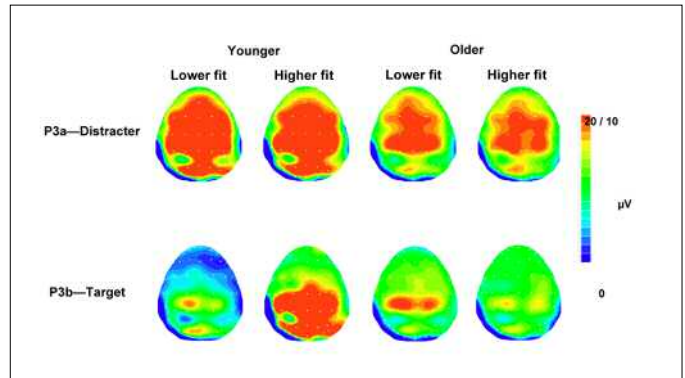 Younger Older
Lower fit Higher fit Lower fit Higher fit
P3a—Distracter
20 / 10
µV
P3b—Target
0